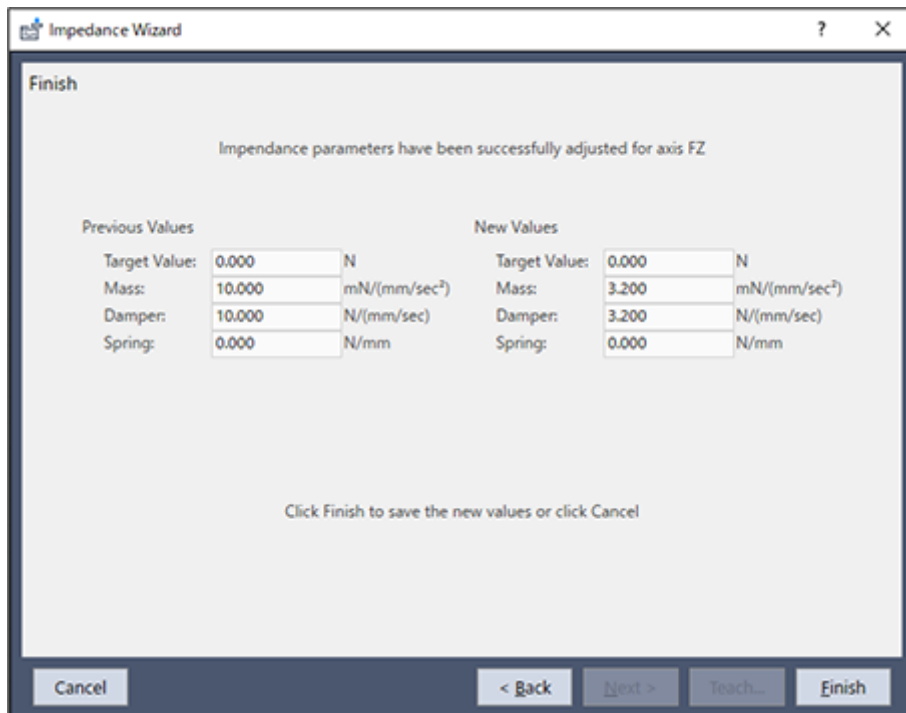 Impedance Wizard ? ×
Finish
Impendance parameters have been successfully adjusted for axis FZ
Previous Values New Values
Target Value: 0.000 N Target Value: 0.000 N
Mass: 10.000 mN/(mm/sec²) Mass: 3.200 mN/(mm/sec²)
Damper: 10.000 N/(mm/sec) Damper: 3.200 N/(mm/sec)
Spring: 0.000 N/mm Spring: 0.000 N/mm
Click Finish to save the new values or click Cancel
Cancel < Back Next > Teach... Finish